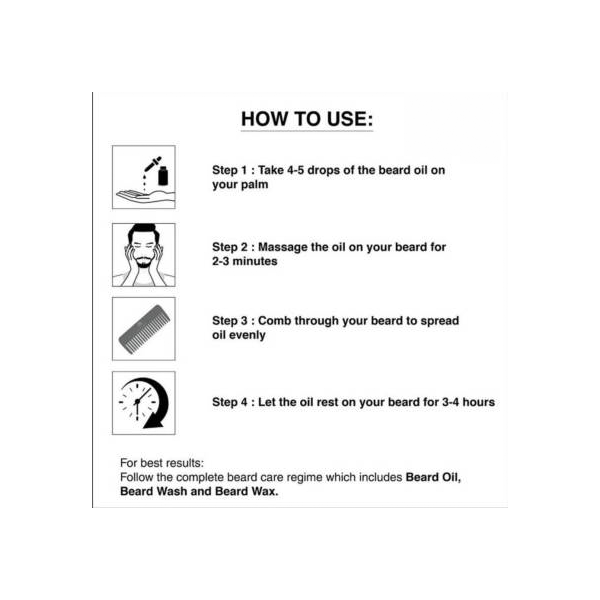 HOW TO USE:
Step 1 : Take 4-5 drops of the beard oil on
your palm
Step 2 : Massage the oil on your beard for
2-3 minutes
Step 3 : Comb through your beard to spread
oil evenly
Step 4 : Let the oil rest on your beard for 3-4 hours
For best results:
Follow the complete beard care regime which includes Beard Oil,
Beard Wash and Beard Wax.